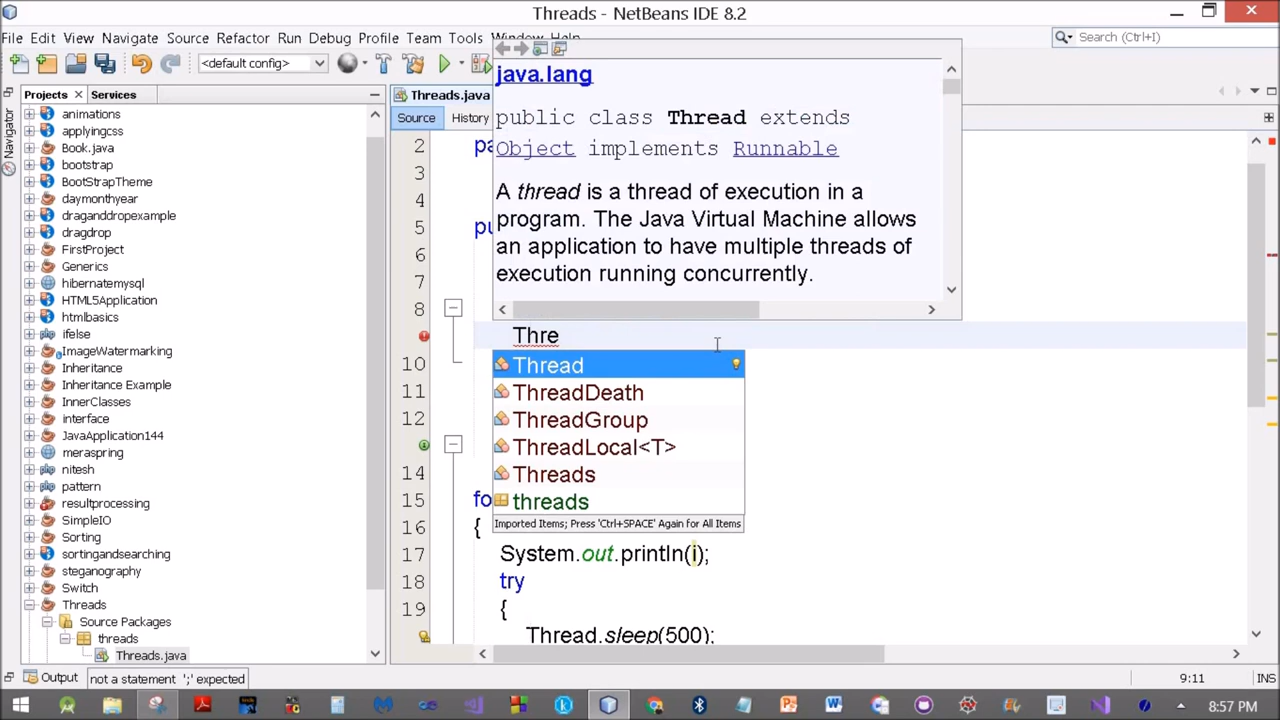 Threads - NetBeans IDE 8.2
File Edit View Navigate Source Refactor Run Debug Profile Team Tools Window Help
Search (Ctrl+I)
<default config>
Projects
Services
Navigator
animations
applyingcss
Book.java
bootstrap
BootStrapTheme
daymonthyear
draganddropexample
dragdrop
FirstProject
Generics
hibernatemysql
HTML5Application
htmlbasics
ifelse
ImageWatermarking
Inheritance
Inheritance Example
InnerClasses
interface
JavaApplication144
meraspring
nitesh
pattern
resultprocessing
SimpleIO
Sorting
sortingandsearching
steganography
Switch
Threads
Source Packages
threads
Threads.java
Threads.java
Source History
java.lang
public class Thread extends
Object implements Runnable
A thread is a thread of execution in a
program. The Java Virtual Machine allows
an application to have multiple threads of
execution running concurrently.
2 pa
3
4
5 pu
6
7
8
Thre
10 Thread
11 ThreadDeath
12 ThreadGroup
ThreadLocal<T>
14 Threads
15 fo threads
Imported Items; Press 'Ctrl+SPACE' Again for All Items
16 {
17 System.out.println(i);
18 try
19 {
Thread.sleep(500);
Output
not a statement ';' expected
9:11
INS
8:57 PM